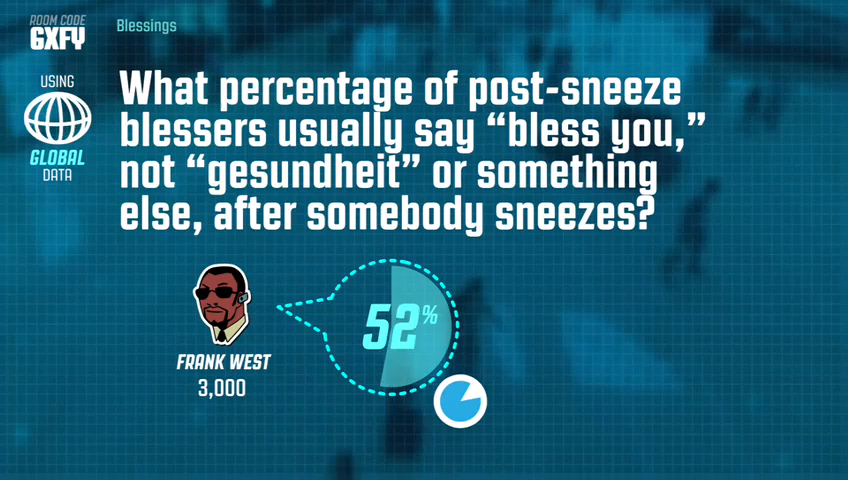 ROOM CODE
GXFY
Blessings
USING
GLOBAL
DATA
What percentage of post-sneeze
blessers usually say “bless you,”
not “gesundheit” or something
else, after somebody sneezes?
52%
FRANK WEST
3,000